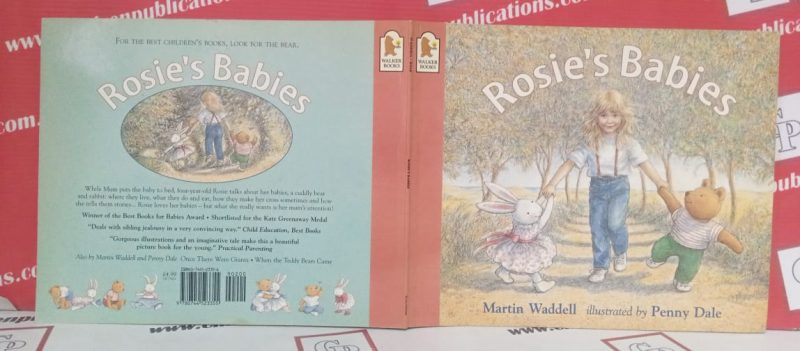 FOR THE BEST CHILDREN'S BOOKS, LOOK FOR THE BEAR.
WALKER
BOOKS
Rosie's Babies
While Mum puts the baby to bed, four-year-old Rosie talks about her babies, a cuddly bear
and rabbit: where they live, what they do and eat, how they make her cross sometimes and how
she tells them stories... Rosie loves her babies – but what she really wants is her mum's attention!
Winner of the Best Books for Babies Award • Shortlisted for the Kate Greenaway Medal
"Deals with sibling jealousy in a very convincing way." Child Education, Best Books
"Gorgeous illustrations and an imaginative tale make this a beautiful
picture book for the young." Practical Parenting
Also by Martin Waddell and Penny Dale: Once There Were Giants • When the Teddy Bears Came
£4.99
90200
9 780744 523355
WALKER
BOOKS
Rosie's Babies
Martin Waddell illustrated by Penny Dale
www.
publications.com
GP